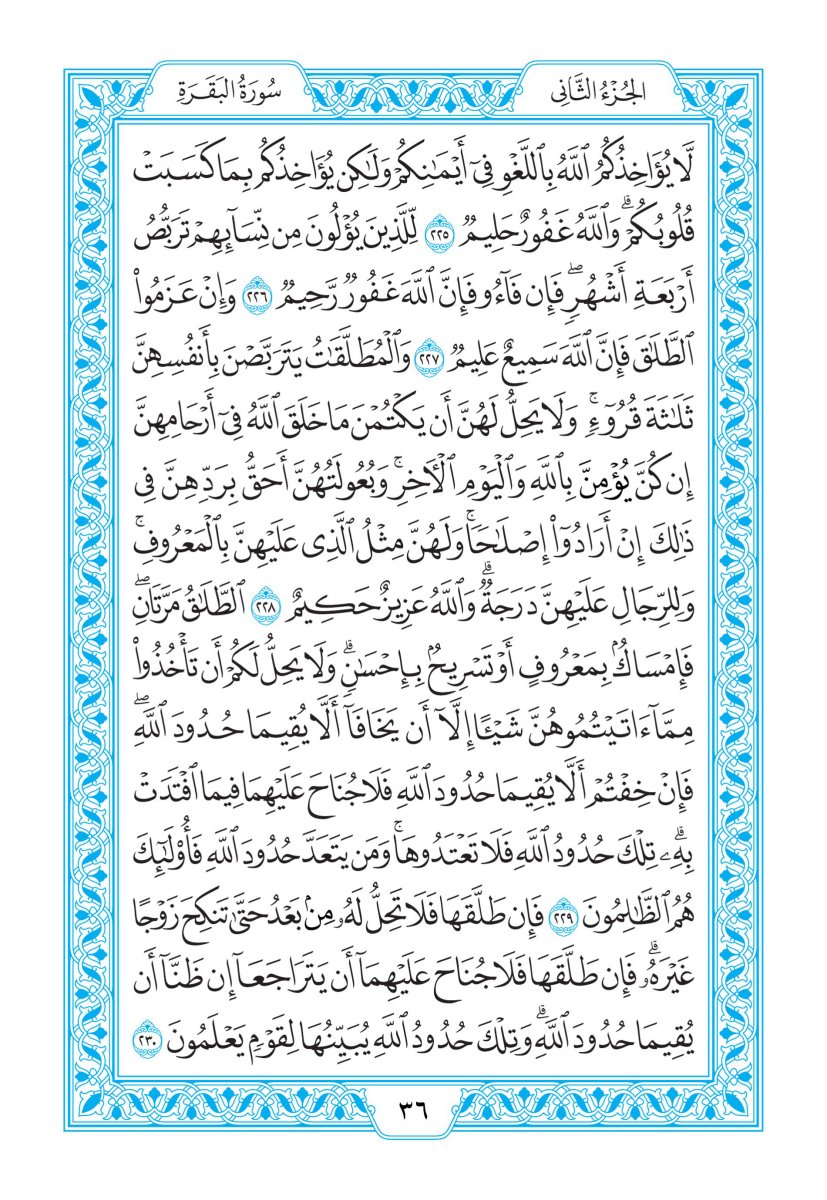 الجُزْءُ الثَّانِي
سُورَةُ البَقَرَةِ
لَّا يُؤَاخِذُكُمُ ٱللَّهُ بِٱللَّغْوِ فِىٓ أَيْمَٰنِكُمْ وَلَٰكِن يُؤَاخِذُكُم بِمَا كَسَبَتْ
قُلُوبُكُمْ ۗ وَٱللَّهُ غَفُورٌ حَلِيمٌ ٢٢٥ لِّلَّذِينَ يُؤْلُونَ مِن نِّسَآئِهِمْ تَرَبُّصُ
أَرْبَعَةِ أَشْهُرٍ ۖ فَإِن فَآءُو فَإِنَّ ٱللَّهَ غَفُورٌ رَّحِيمٌ ٢٢٦ وَإِنْ عَزَمُوا۟
ٱلطَّلَٰقَ فَإِنَّ ٱللَّهَ سَمِيعٌ عَلِيمٌ ٢٢٧ وَٱلْمُطَلَّقَٰتُ يَتَرَبَّصْنَ بِأَنفُسِهِنَّ
ثَلَٰثَةَ قُرُوٓءٍ ۚ وَلَا يَحِلُّ لَهُنَّ أَن يَكْتُمْنَ مَا خَلَقَ ٱللَّهُ فِىٓ أَرْحَامِهِنَّ
إِن كُنَّ يُؤْمِنَّ بِٱللَّهِ وَٱلْيَوْمِ ٱلْءَاخِرِ ۚ وَبُعُولَتُهُنَّ أَحَقُّ بِرَدِّهِنَّ فِى
ذَٰلِكَ إِنْ أَرَادُوٓا۟ إِصْلَٰحًا ۚ وَلَهُنَّ مِثْلُ ٱلَّذِى عَلَيْهِنَّ بِٱلْمَعْرُوفِ ۚ
وَلِلرِّجَالِ عَلَيْهِنَّ دَرَجَةٌ ۗ وَٱللَّهُ عَزِيزٌ حَكِيمٌ ٢٢٨ ٱلطَّلَٰقُ مَرَّتَانِ ۖ
فَإِمْسَاكٌۢ بِمَعْرُوفٍ أَوْ تَسْرِيحٌۢ بِإِحْسَٰنٍ ۗ وَلَا يَحِلُّ لَكُمْ أَن تَأْخُذُوا۟
مِمَّآ ءَاتَيْتُمُوهُنَّ شَيْـًٔا إِلَّآ أَن يَخَافَآ أَلَّا يُقِيمَا حُدُودَ ٱللَّهِ ۖ
فَإِنْ خِفْتُمْ أَلَّا يُقِيمَا حُدُودَ ٱللَّهِ فَلَا جُنَاحَ عَلَيْهِمَا فِيمَا ٱفْتَدَتْ
بِهِۦ ۗ تِلْكَ حُدُودُ ٱللَّهِ فَلَا تَعْتَدُوهَا ۚ وَمَن يَتَعَدَّ حُدُودَ ٱللَّهِ فَأُو۟لَٰٓئِكَ
هُمُ ٱلظَّٰلِمُونَ ٢٢٩ فَإِن طَلَّقَهَا فَلَا تَحِلُّ لَهُۥ مِنۢ بَعْدُ حَتَّىٰ تَنكِحَ زَوْجًا
غَيْرَهُۥ ۗ فَإِن طَلَّقَهَا فَلَا جُنَاحَ عَلَيْهِمَآ أَن يَتَرَاجَعَآ إِن ظَنَّآ أَن
يُقِيمَا حُدُودَ ٱللَّهِ ۗ وَتِلْكَ حُدُودُ ٱللَّهِ يُبَيِّنُهَا لِقَوْمٍ يَعْلَمُونَ ٢٣٠
٣٦